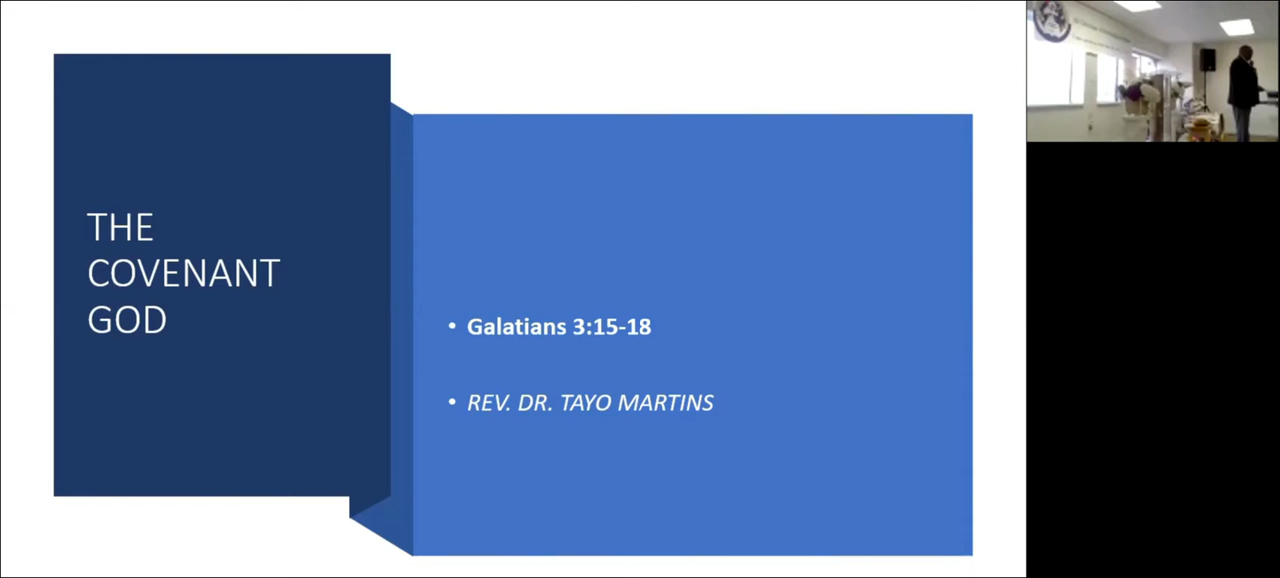 THE
COVENANT
GOD
• Galatians 3:15-18
• REV. DR. TAYO MARTINS